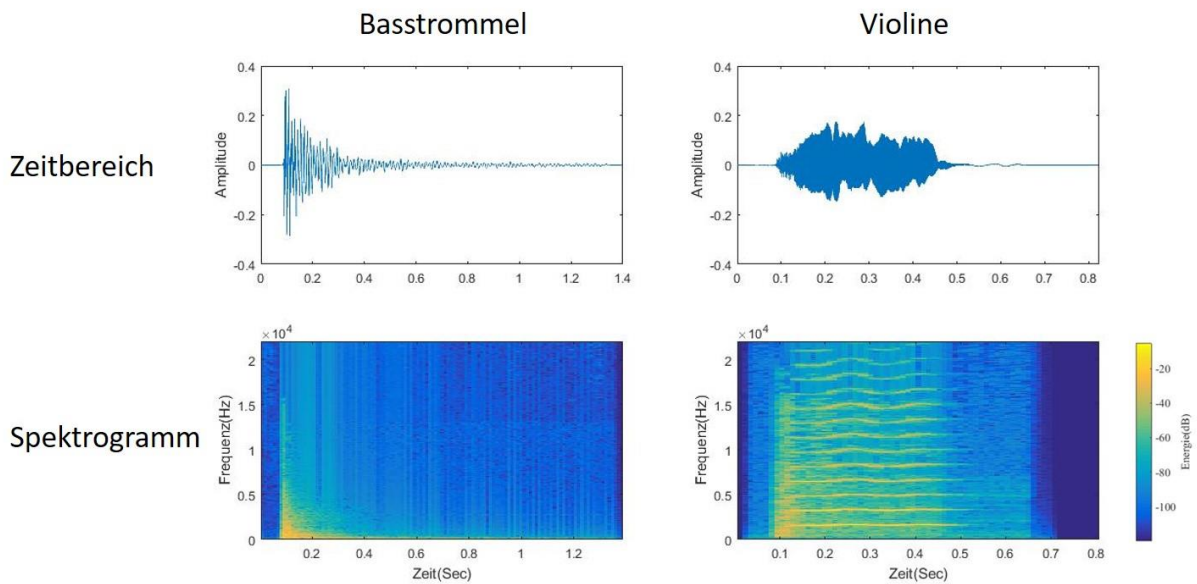 Basstrommel
Violine
Zeitbereich
Amplitude
0.4
0.2
0
-0.2
-0.4
0 0.2 0.4 0.6 0.8 1 1.2 1.4
Amplitude
0.4
0.2
0
-0.2
-0.4
0 0.1 0.2 0.3 0.4 0.5 0.6 0.7 0.8
Spektrogramm
×10⁴
Frequenz(Hz)
2
1.5
1
0.5
0
0.2 0.4 0.6 0.8 1 1.2
Zeit(Sec)
×10⁴
Frequenz(Hz)
2
1.5
1
0.5
0
0.1 0.2 0.3 0.4 0.5 0.6 0.7 0.8
Zeit(Sec)
-20
-40
-60
-80
-100
Energie(dB)